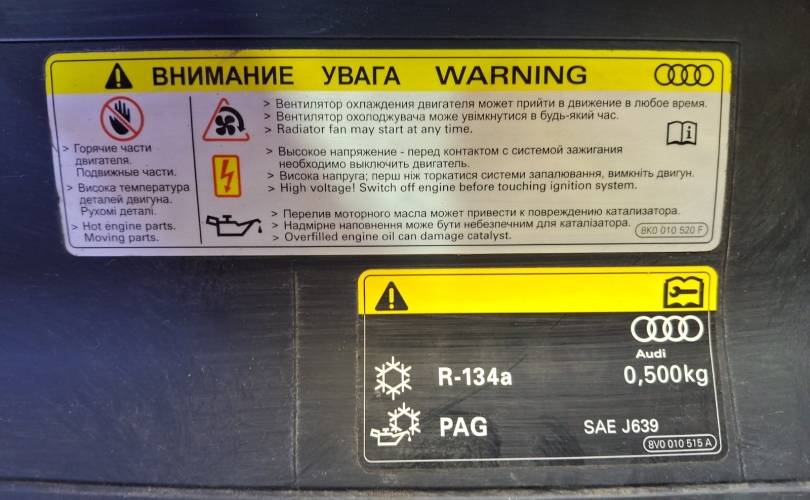 ВНИМАНИЕ УВАГА WARNING
> Горячие части
двигателя.
Подвижные части.
> Висока температура
деталей двигуна.
Рухомі деталі.
> Hot engine parts.
Moving parts.
> Вентилятор охлаждения двигателя может прийти в движение в любое время.
> Вентилятор охолоджувача може увімкнутися в будь-який час.
> Radiator fan may start at any time.
> Высокое напряжение - перед контактом с системой зажигания
необходимо выключить двигатель.
> Висока напруга; перш ніж торкатися системи запалювання, вимкніть двигун.
> High voltage! Switch off engine before touching ignition system.
> Перелив моторного масла может привести к повреждению катализатора.
> Надмірне наповнення може бути небезпечним для каталізатора.
> Overfilled engine oil can damage catalyst.
8K0 010 520 F
Audi
R-134a 0,500kg
PAG SAE J639
8V0 010 515 A